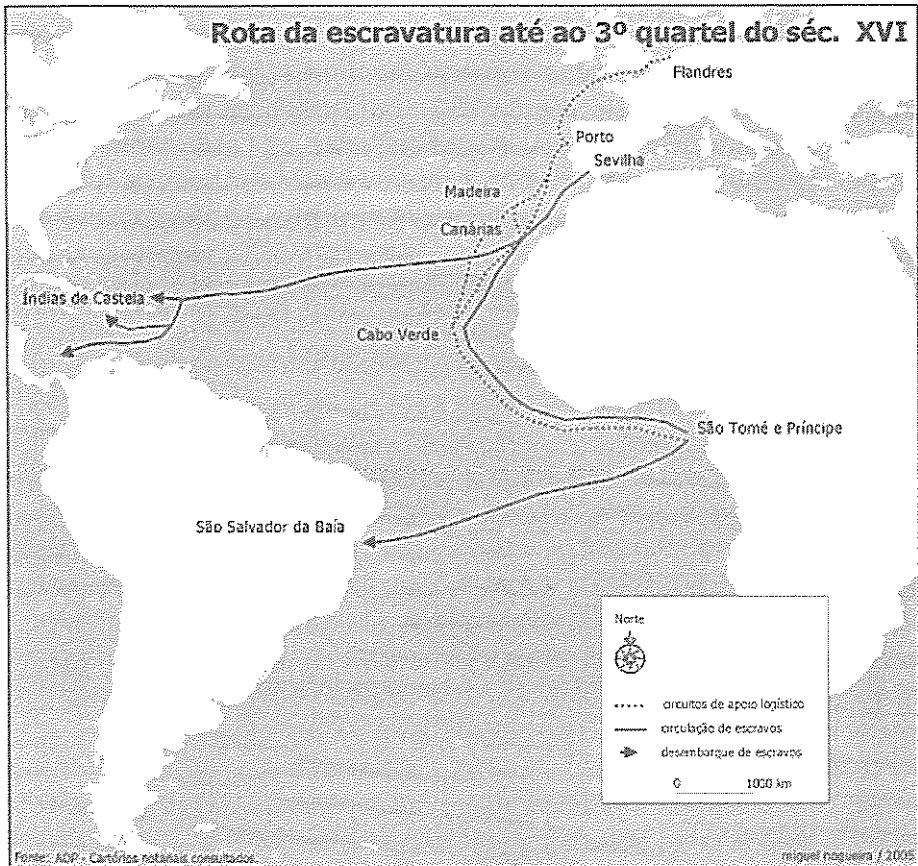 Rota da escravatura até ao 3º quartel do séc. XVI
Flandres
Porto
Sevilha
Madeira
Canárias
Índias de Castela
Cabo Verde
São Tomé e Príncipe
São Salvador da Baía
Norte
circuitos de apoio logístico
circulação de escravos
desembarque de escravos
0 1000 km
Fonte: ADP - Cartórios notariais consultados.
miguel nogueira / 2005